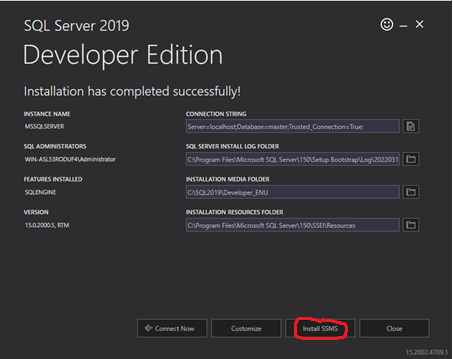 SQL Server 2019
Developer Edition
Installation has completed successfully!
INSTANCE NAME
MSSQLSERVER
CONNECTION STRING
Server=localhost;Database=master;Trusted_Connection=True;
SQL ADMINISTRATORS
WIN-ASL53RODUF4\Administrator
SQL SERVER INSTALL LOG FOLDER
C:\Program Files\Microsoft SQL Server\150\Setup Bootstrap\Log\2022031
FEATURES INSTALLED
SQLENGINE
INSTALLATION MEDIA FOLDER
C:\SQL2019\Developer_ENU
VERSION
15.0.2000.5, RTM
INSTALLATION RESOURCES FOLDER
C:\Program Files\Microsoft SQL Server\150\SSEI\Resources
Connect Now
Customize
Install SSMS
Close
15.2002.4709.1